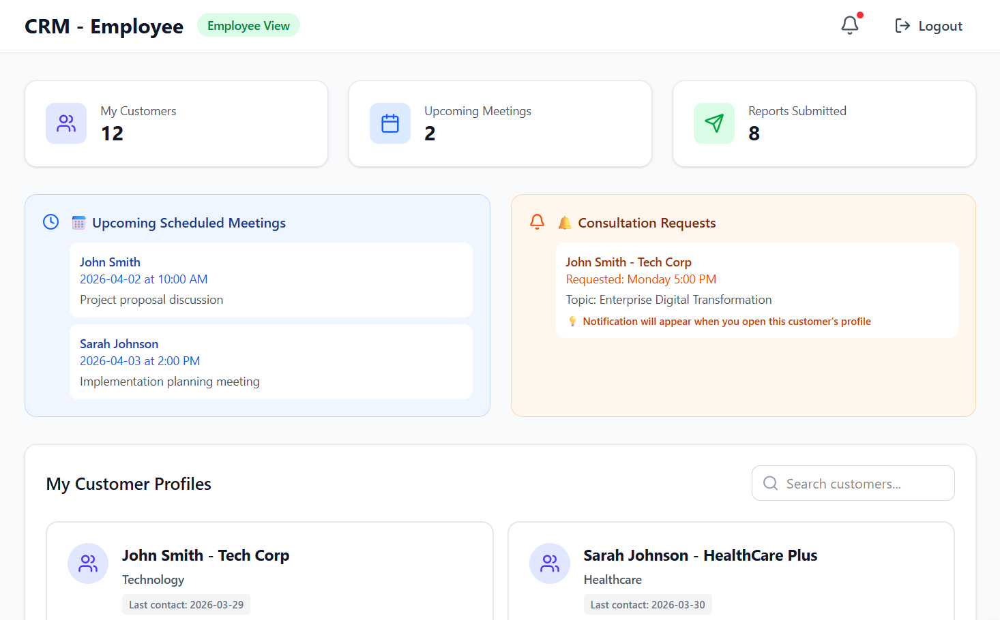 CRM - Employee
Employee View
Logout
My Customers
12
Upcoming Meetings
2
Reports Submitted
8
Upcoming Scheduled Meetings
John Smith
2026-04-02 at 10:00 AM
Project proposal discussion
Sarah Johnson
2026-04-03 at 2:00 PM
Implementation planning meeting
Consultation Requests
John Smith - Tech Corp
Requested: Monday 5:00 PM
Topic: Enterprise Digital Transformation
Notification will appear when you open this customer's profile
My Customer Profiles
Search customers...
John Smith - Tech Corp
Technology
Last contact: 2026-03-29
Sarah Johnson - HealthCare Plus
Healthcare
Last contact: 2026-03-30